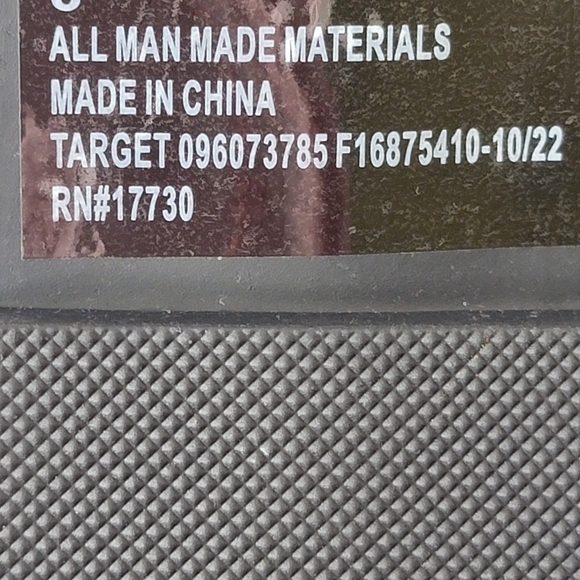 ALL MAN MADE MATERIALS
MADE IN CHINA
TARGET 096073785 F16875410-10/22
RN#17730